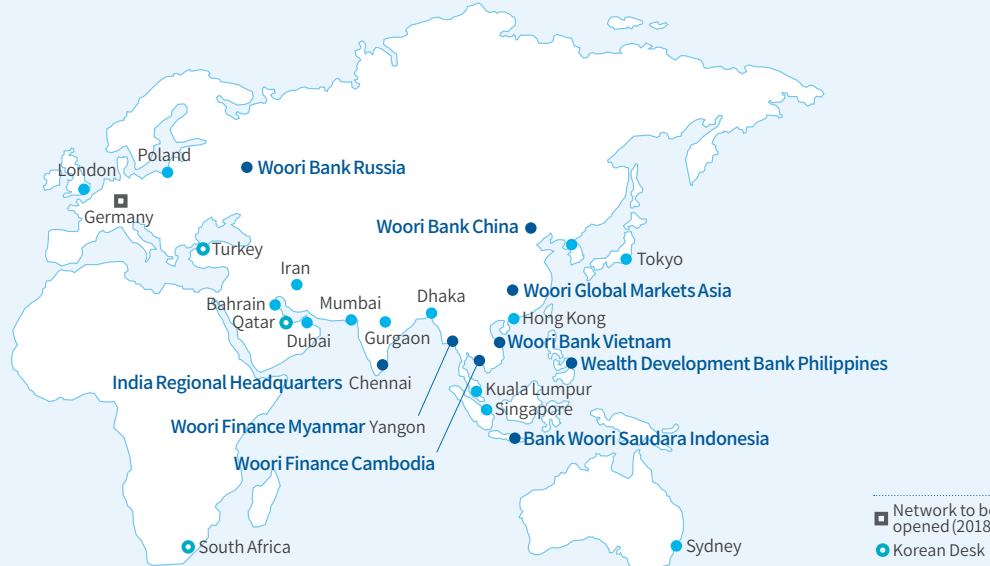 London
Poland
Woori Bank Russia
Germany
Woori Bank China
Turkey
Tokyo
Iran
Woori Global Markets Asia
Bahrain
Mumbai
Dhaka
Qatar
Hong Kong
Dubai
Gurgaon
Woori Bank Vietnam
Wealth Development Bank Philippines
India Regional Headquarters Chennai
Kuala Lumpur
Singapore
Woori Finance Myanmar Yangon
Bank Woori Saudara Indonesia
Woori Finance Cambodia
Network to
opened (2018
South Africa
Sydney
Korean Desk